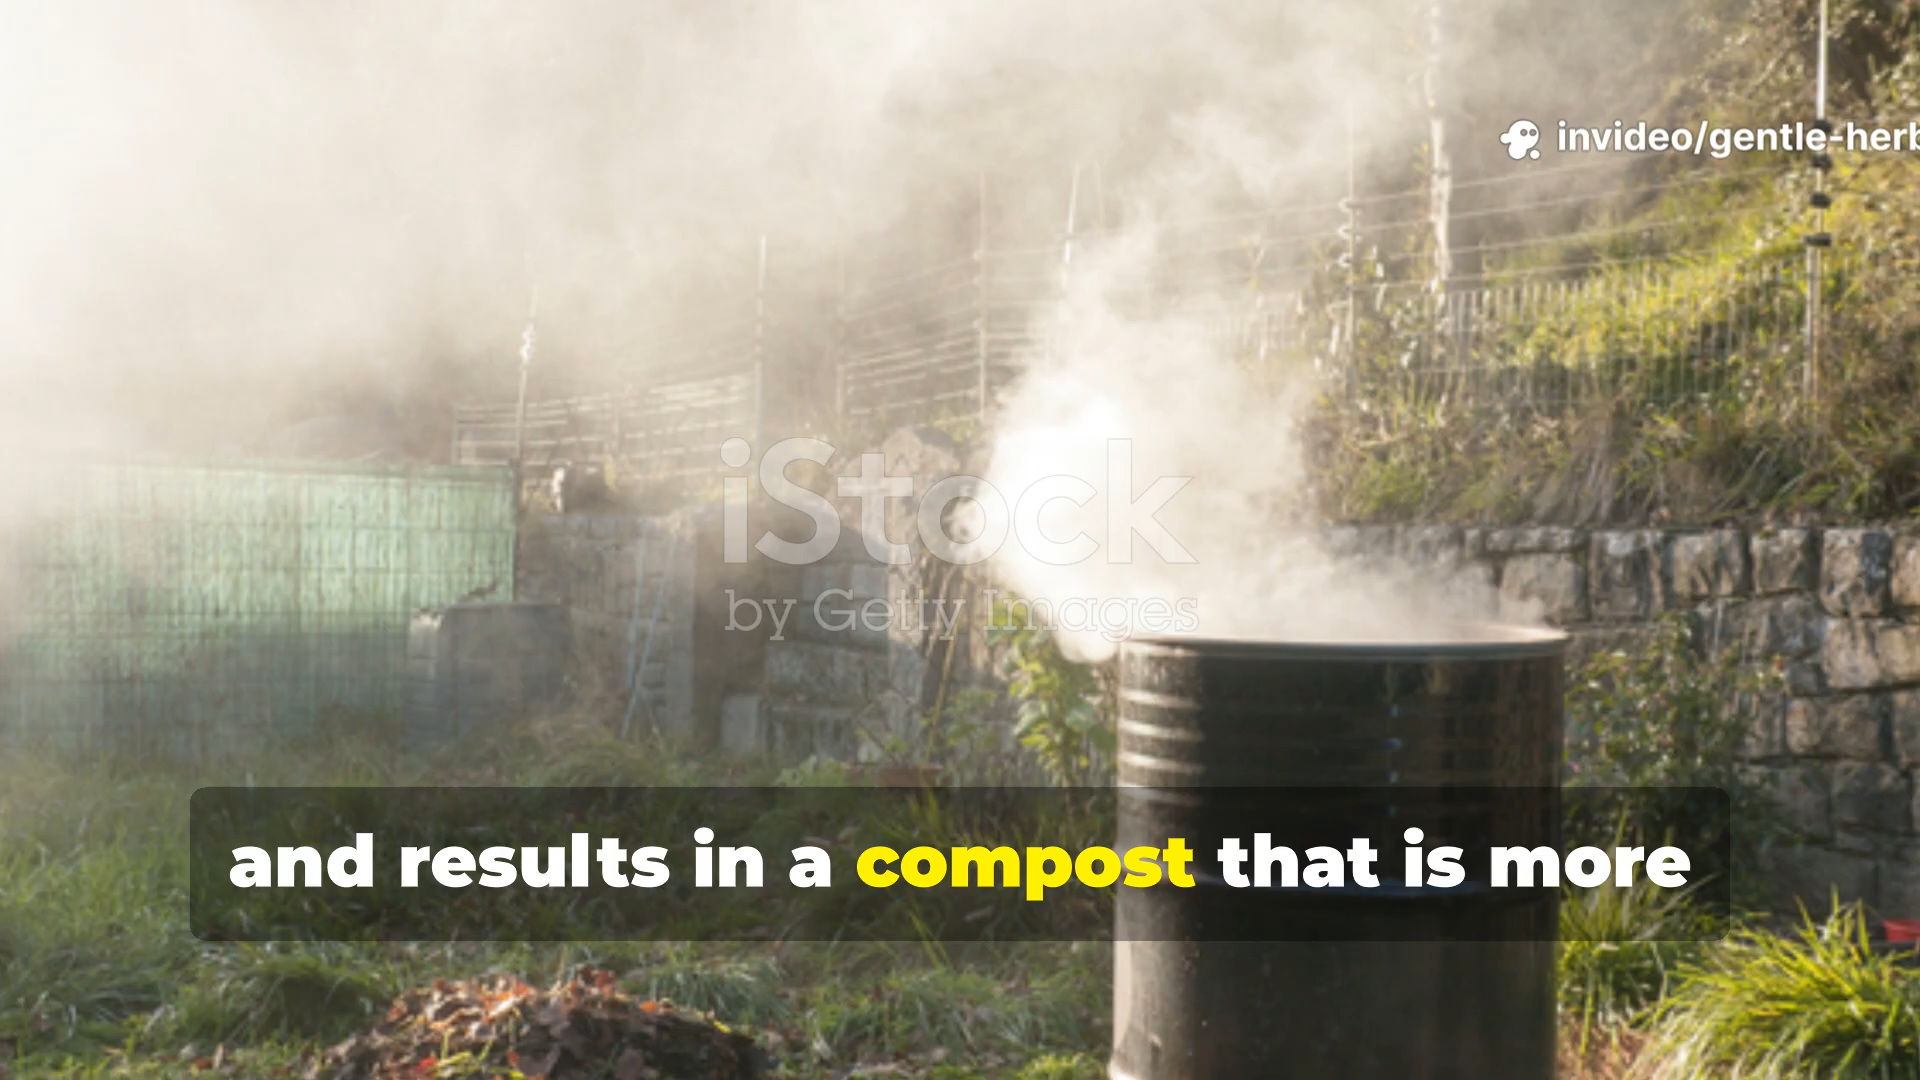 invideo/gentle-herb
iStock
by Getty Images
and results in a compost that is more